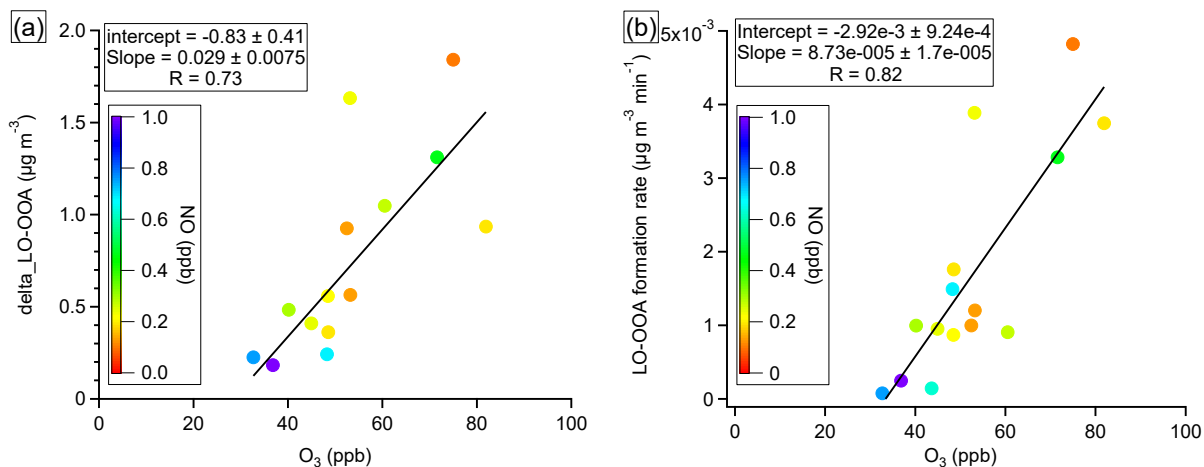 (a)
intercept = -0.83 ± 0.41
Slope = 0.029 ± 0.0075
R = 0.73
2.0
1.5
1.0
0.5
0
delta_LO-OOA (µg m⁻³)
1.0
0.8
0.6
0.4
0.2
0.0
NO (ppb)
0
20
40
60
80
100
O₃ (ppb)
(b)
Intercept = -2.92e-3 ± 9.24e-4
Slope = 8.73e-005 ± 1.7e-005
R = 0.82
5x10⁻³
4
3
2
1
0
LO-OOA formation rate (µg m⁻³ min⁻¹)
1.0
0.8
0.6
0.4
0.2
0
NO (ppb)
0
20
40
60
80
100
O₃ (ppb)